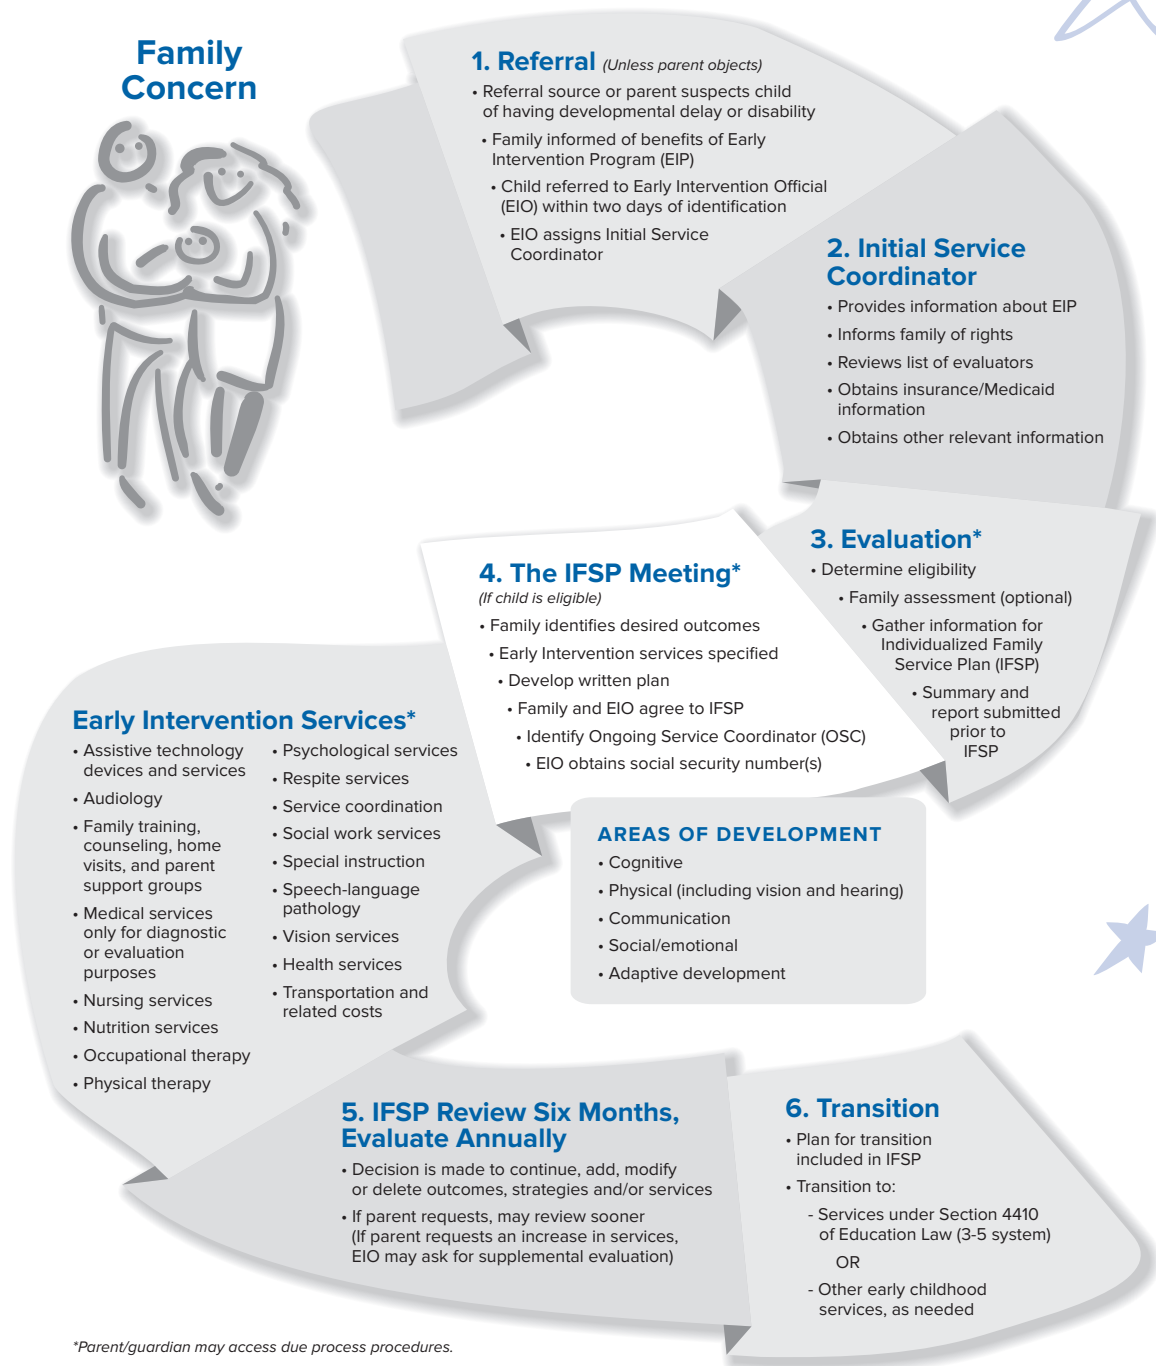 Family
Concern
1. Referral (Unless parent objects)
• Referral source or parent suspects child
of having developmental delay or disability
• Family informed of benefits of Early
Intervention Program (EIP)
• Child referred to Early Intervention Official
(EIO) within two days of identification
• EIO assigns Initial Service
Coordinator
2. Initial Service
Coordinator
• Provides information about EIP
• Informs family of rights
• Reviews list of evaluators
• Obtains insurance/Medicaid
information
• Obtains other relevant information
3. Evaluation*
• Determine eligibility
• Family assessment (optional)
• Gather information for
Individualized Family
Service Plan (IFSP)
• Summary and
report submitted
prior to
IFSP
4. The IFSP Meeting*
(If child is eligible)
• Family identifies desired outcomes
• Early Intervention services specified
• Develop written plan
• Family and EIO agree to IFSP
• Identify Ongoing Service Coordinator (OSC)
• EIO obtains social security number(s)
Early Intervention Services*
• Assistive technology
devices and services
• Audiology
• Family training,
counseling, home
visits, and parent
support groups
• Medical services
only for diagnostic
or evaluation
purposes
• Nursing services
• Nutrition services
• Occupational therapy
• Physical therapy
• Psychological services
• Respite services
• Service coordination
• Social work services
• Special instruction
• Speech-language
pathology
• Vision services
• Health services
• Transportation and
related costs
AREAS OF DEVELOPMENT
• Cognitive
• Physical (including vision and hearing)
• Communication
• Social/emotional
• Adaptive development
5. IFSP Review Six Months,
Evaluate Annually
• Decision is made to continue, add, modify
or delete outcomes, strategies and/or services
• If parent requests, may review sooner
(If parent requests an increase in services,
EIO may ask for supplemental evaluation)
6. Transition
• Plan for transition
included in IFSP
• Transition to:
- Services under Section 4410
of Education Law (3-5 system)
OR
- Other early childhood
services, as needed
*Parent/guardian may access due process procedures.